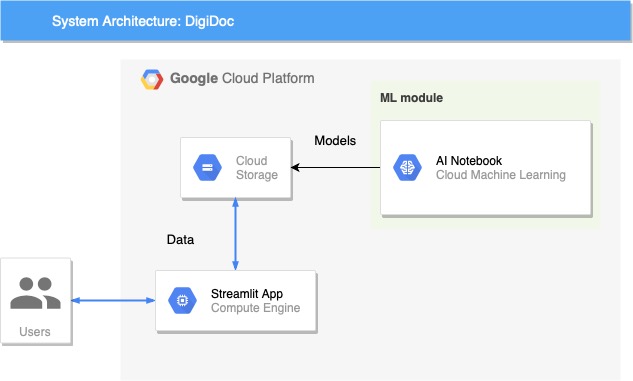 System Architecture: DigiDoc
Google Cloud Platform
ML module
Models
AI Notebook
Cloud Machine Learning
Cloud
Storage
Data
Streamlit App
Compute Engine
Users